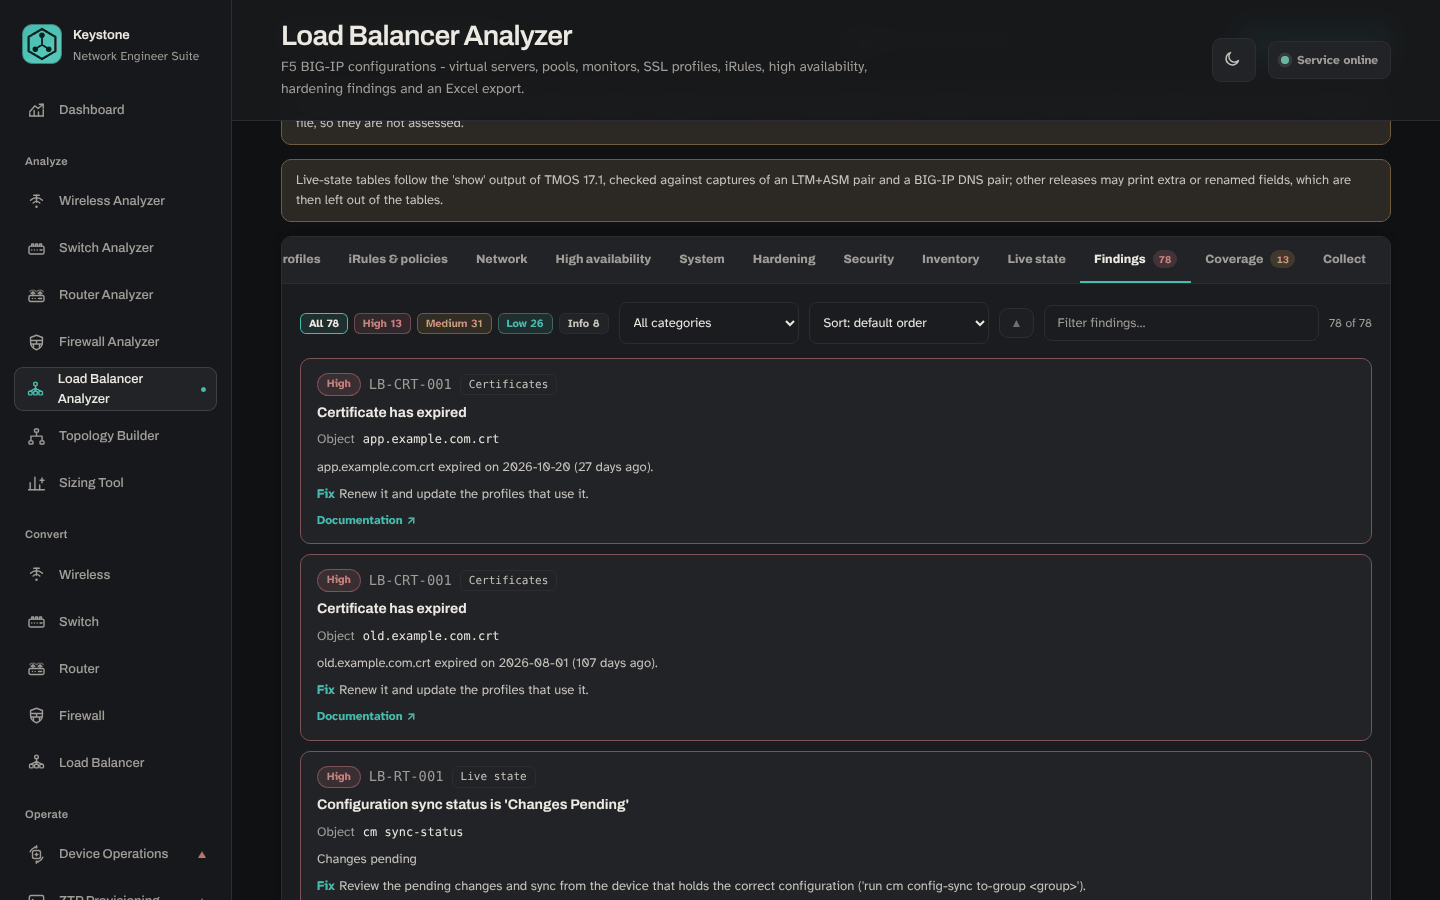 Keystone
Network Engineer Suite
Dashboard
Analyze
Wireless Analyzer
Switch Analyzer
Router Analyzer
Firewall Analyzer
Load Balancer
Analyzer
Topology Builder
Sizing Tool
Convert
Wireless
Switch
Router
Firewall
Load Balancer
Operate
Device Operations
ZTP Provisioning
Load Balancer Analyzer
F5 BIG-IP configurations - virtual servers, pools, monitors, SSL profiles, iRules, high availability,
hardening findings and an Excel export.
Service online
file, so they are not assessed.
Live-state tables follow the 'show' output of TMOS 17.1, checked against captures of an LTM+ASM pair and a BIG-IP DNS pair; other releases may print extra or renamed fields, which are
then left out of the tables.
rofiles iRules & policies Network High availability System Hardening Security Inventory Live state Findings 78 Coverage 13 Collect
All 78 High 13 Medium 31 Low 26 Info 8 All categories Sort: default order ▲ Filter findings... 78 of 78
High LB-CRT-001 Certificates
Certificate has expired
Object app.example.com.crt
app.example.com.crt expired on 2026-10-20 (27 days ago).
Fix Renew it and update the profiles that use it.
Documentation ↗
High LB-CRT-001 Certificates
Certificate has expired
Object old.example.com.crt
old.example.com.crt expired on 2026-08-01 (107 days ago).
Fix Renew it and update the profiles that use it.
Documentation ↗
High LB-RT-001 Live state
Configuration sync status is 'Changes Pending'
Object cm sync-status
Changes pending
Fix Review the pending changes and sync from the device that holds the correct configuration ('run cm config-sync to-group <group>').